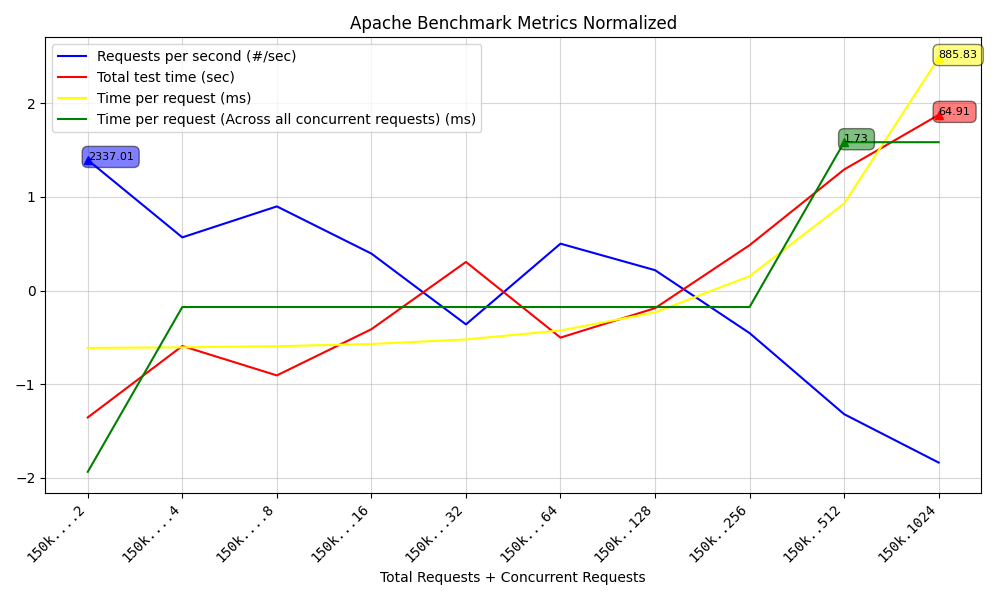 Apache Benchmark Metrics Normalized
Requests per second (#/sec)
Total test time (sec)
Time per request (ms)
Time per request (Across all concurrent requests) (ms)
885.83
64.91
1.73
2337.01
2
1
0
−1
−2
150k....2
150k....4
150k....8
150k...16
150k...32
150k...64
150k..128
150k..256
150k..512
150k.1024
Total Requests + Concurrent Requests